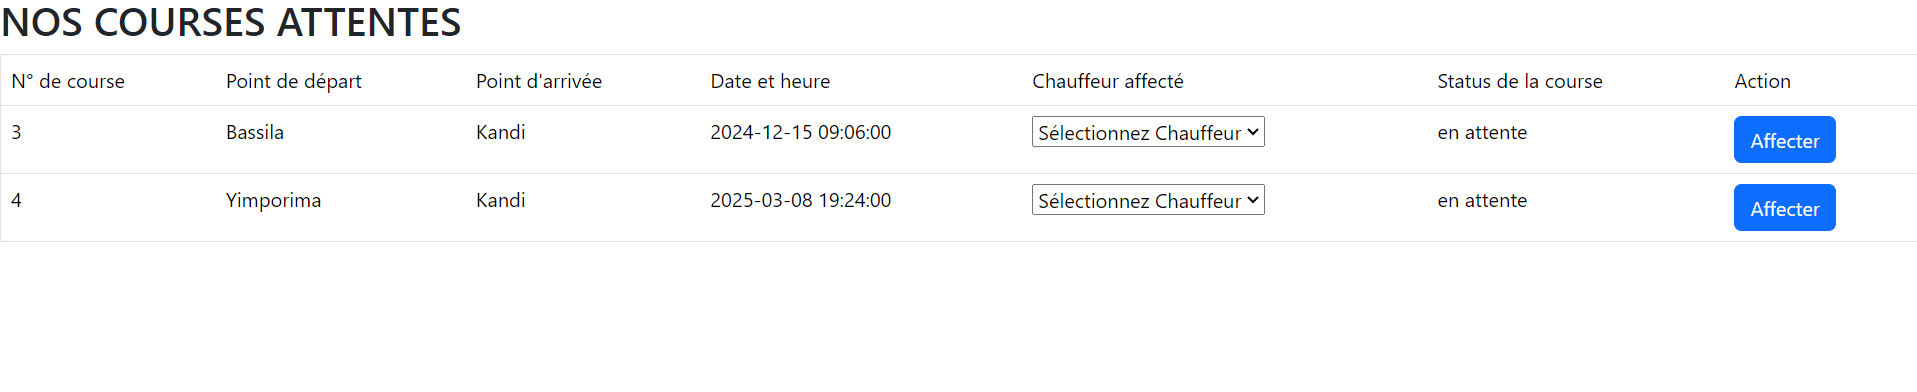 NOS COURSES ATTENTES
N° de course Point de départ Point d'arrivée Date et heure Chauffeur affecté Status de la course Action
3 Bassila Kandi 2024-12-15 09:06:00 Sélectionnez Chauffeur en attente Affecter
4 Yimporima Kandi 2025-03-08 19:24:00 Sélectionnez Chauffeur en attente Affecter